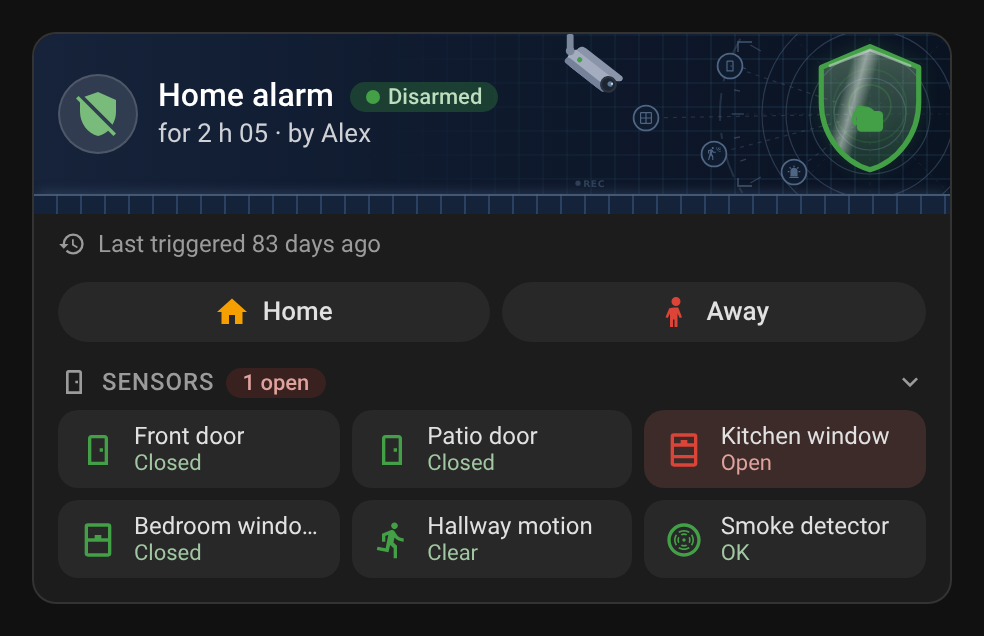 Home alarm
Disarmed
for 2 h 05 · by Alex
REC
Last triggered 83 days ago
Home
Away
SENSORS
1 open
Front door
Closed
Patio door
Closed
Kitchen window
Open
Bedroom windo...
Closed
Hallway motion
Clear
Smoke detector
OK